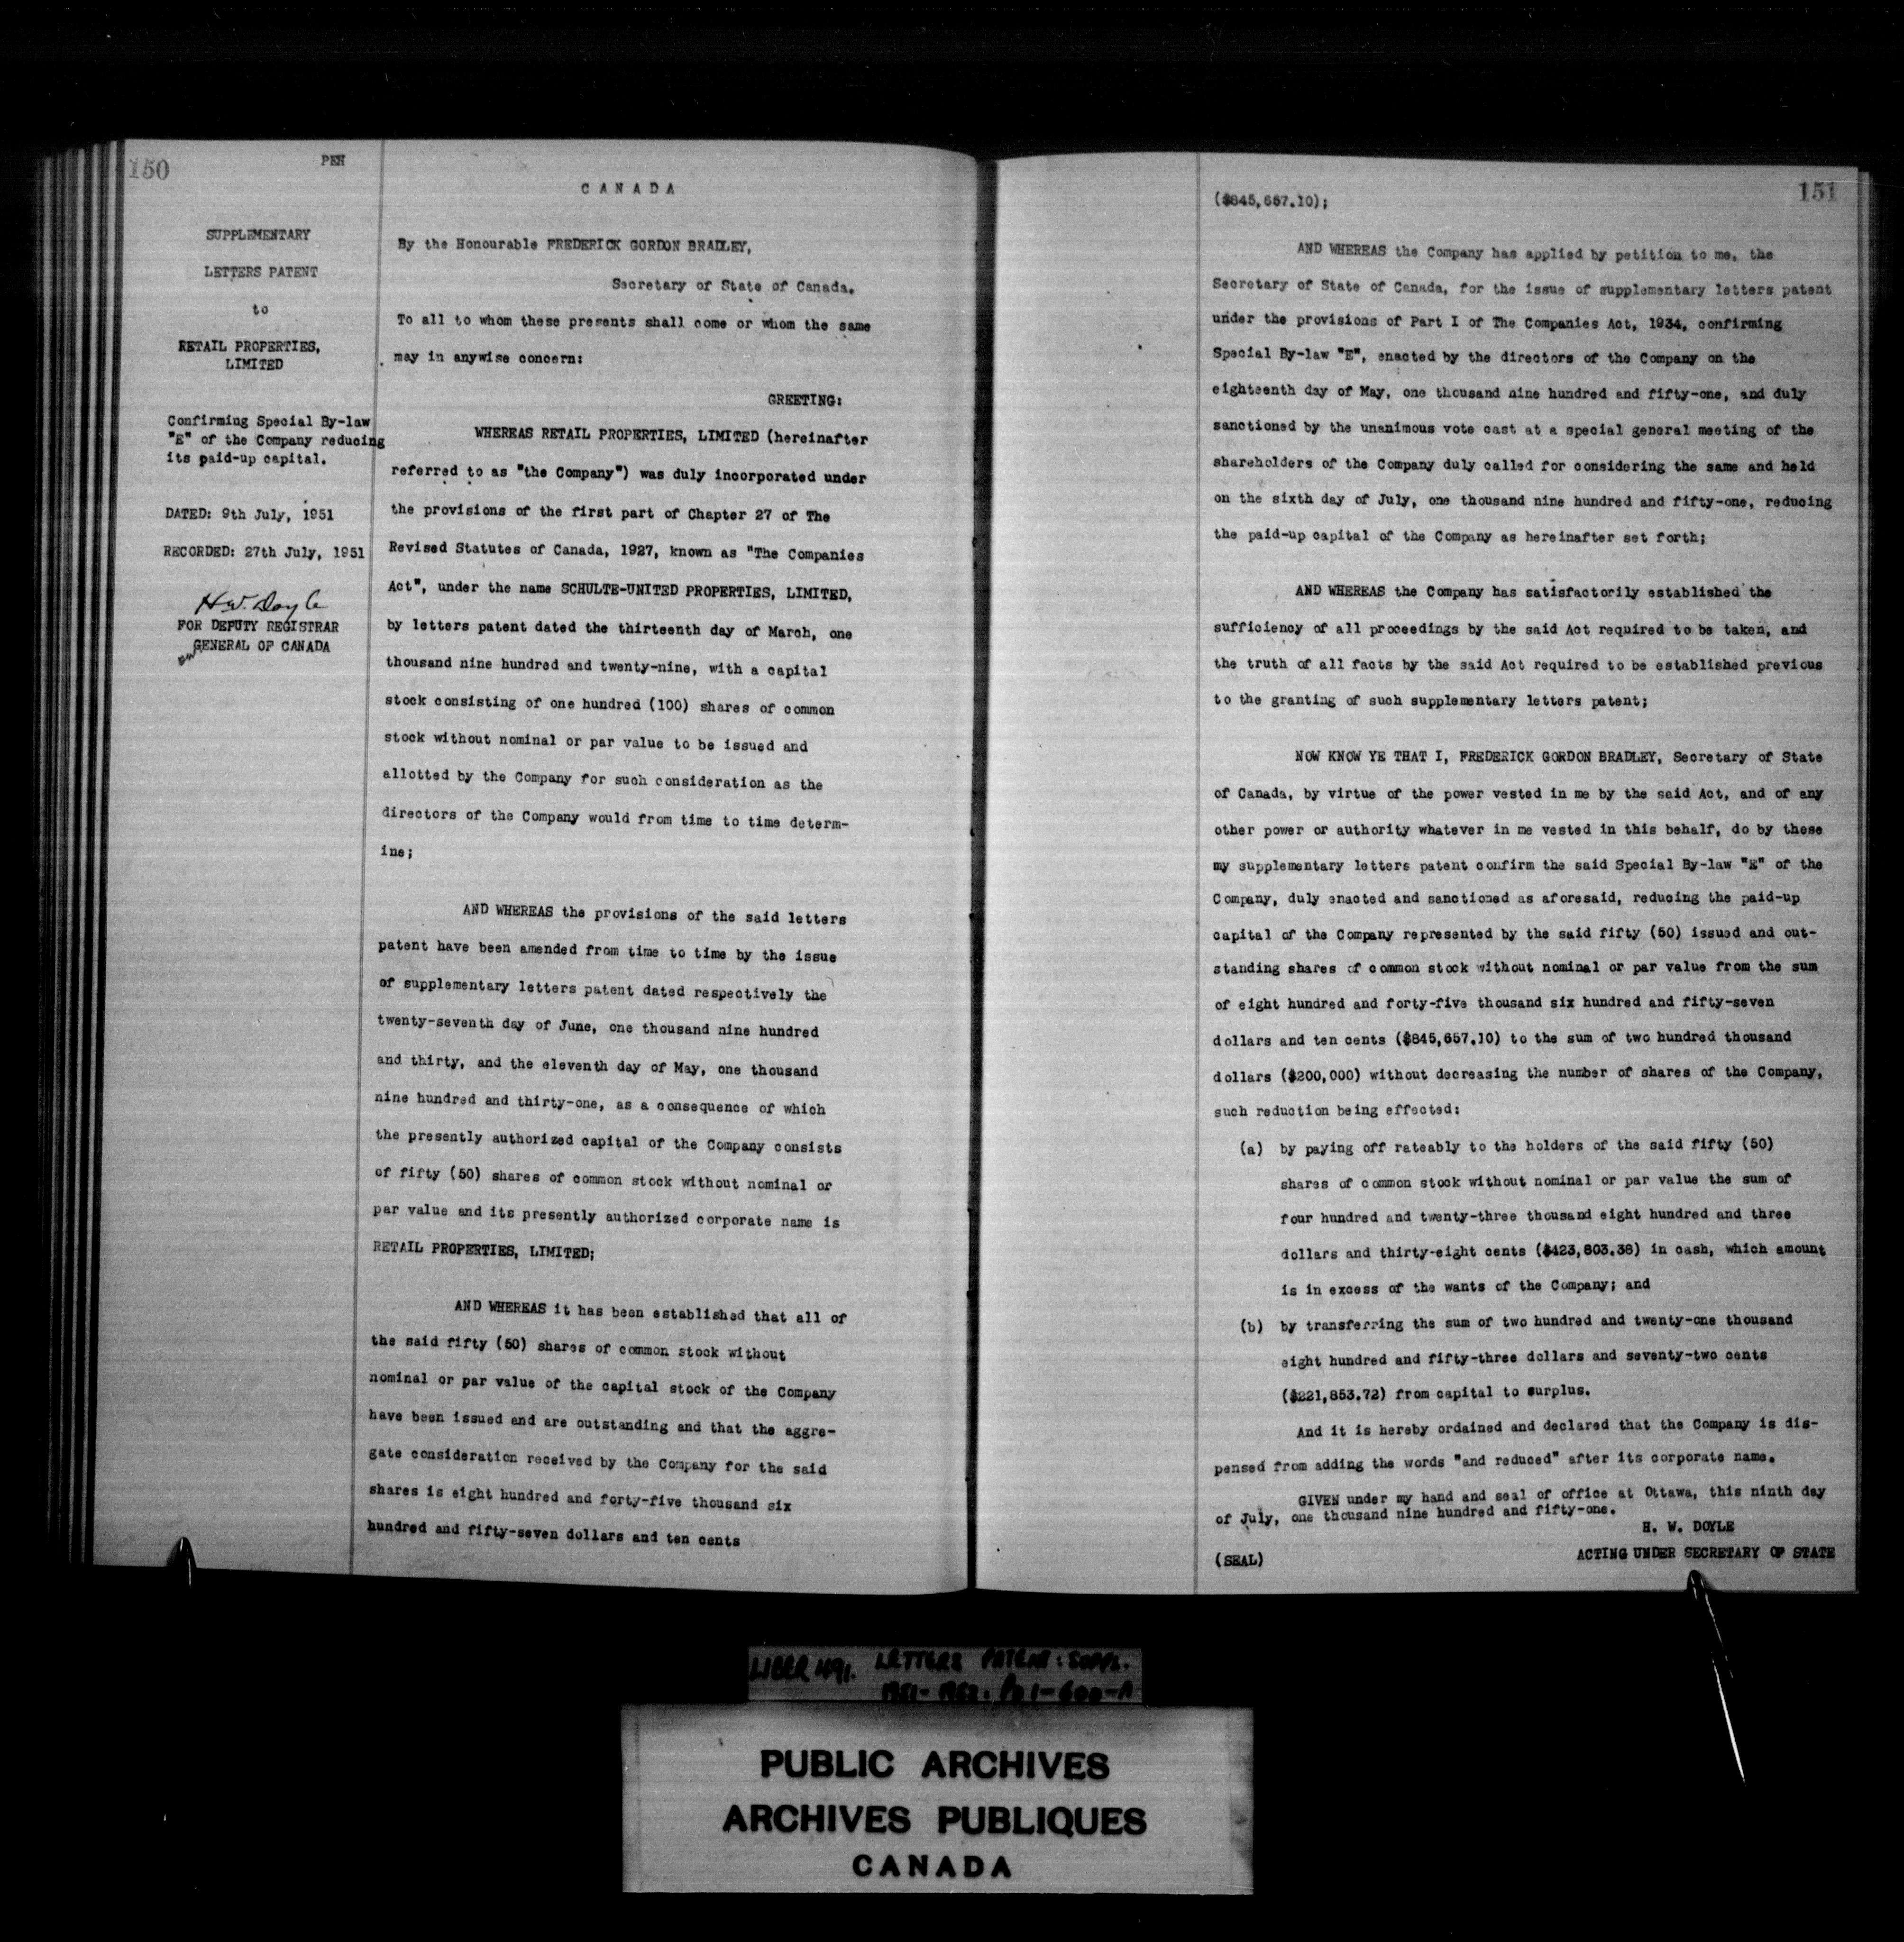 150
PEH
SUPPLEMENTARY
LETTERS PATENT
to
RETAIL PROPERTIES,
LIMITED
Confirming Special By-law
"E" of the Company reducing
its paid-up capital.
DATED: 9th July, 1951
RECORDED: 27th July, 1951
H.W. Doyle
FOR DEPUTY REGISTRAR
GENERAL OF CANADA
CANADA
By the Honourable FREDERICK GORDON BRADLEY,
Secretary of State of Canada.
To all to whom these presents shall come or whom the same
may in anywise concern:
GREETING:
WHEREAS RETAIL PROPERTIES, LIMITED (hereinafter
referred to as "the Company") was duly incorporated under
the provisions of the first part of Chapter 27 of The
Revised Statutes of Canada, 1927, known as "The Companies
Act", under the name SCHULTE-UNITED PROPERTIES, LIMITED,
by letters patent dated the thirteenth day of March, one
thousand nine hundred and twenty-nine, with a capital
stock consisting of one hundred (100) shares of common
stock without nominal or par value to be issued and
allotted by the Company for such consideration as the
directors of the Company would from time to time determ-
ine;
AND WHEREAS the provisions of the said letters
patent have been amended from time to time by the issue
of supplementary letters patent dated respectively the
twenty-seventh day of June, one thousand nine hundred
and thirty, and the eleventh day of May, one thousand
nine hundred and thirty-one, as a consequence of which
the presently authorized capital of the Company consists
of fifty (50) shares of common stock without nominal or
par value and its presently authorized corporate name is
RETAIL PROPERTIES, LIMITED;
AND WHEREAS it has been established that all of
the said fifty (50) shares of common stock without
nominal or par value of the capital stock of the Company
have been issued and are outstanding and that the aggre-
gate consideration received by the Company for the said
shares is eight hundred and forty-five thousand six
hundred and fifty-seven dollars and ten cents
151
($845,657.10);
AND WHEREAS the Company has applied by petition to me, the
Secretary of State of Canada, for the issue of supplementary letters patent
under the provisions of Part I of The Companies Act, 1934, confirming
Special By-law "E", enacted by the directors of the Company on the
eighteenth day of May, one thousand nine hundred and fifty-one, and duly
sanctioned by the unanimous vote cast at a special general meeting of the
shareholders of the Company duly called for considering the same and held
on the sixth day of July, one thousand nine hundred and fifty-one, reducing
the paid-up capital of the Company as hereinafter set forth;
AND WHEREAS the Company has satisfactorily established the
sufficiency of all proceedings by the said Act required to be taken, and
the truth of all facts by the said Act required to be established previous
to the granting of such supplementary letters patent;
NOW KNOW YE THAT I, FREDERICK GORDON BRADLEY, Secretary of State
of Canada, by virtue of the power vested in me by the said Act, and of any
other power or authority whatever in me vested in this behalf, do by these
my supplementary letters patent confirm the said Special By-law "E" of the
Company, duly enacted and sanctioned as aforesaid, reducing the paid-up
capital of the Company represented by the said fifty (50) issued and out-
standing shares of common stock without nominal or par value from the sum
of eight hundred and forty-five thousand six hundred and fifty-seven
dollars and ten cents ($845,657.10) to the sum of two hundred thousand
dollars ($200,000) without decreasing the number of shares of the Company,
such reduction being effected:
(a) by paying off rateably to the holders of the said fifty (50)
shares of common stock without nominal or par value the sum of
four hundred and twenty-three thousand eight hundred and three
dollars and thirty-eight cents ($423,803.38) in cash, which amount
is in excess of the wants of the Company; and
(b) by transferring the sum of two hundred and twenty-one thousand
eight hundred and fifty-three dollars and seventy-two cents
($221,853.72) from capital to surplus.
And it is hereby ordained and declared that the Company is dis-
pensed from adding the words "and reduced" after its corporate name.
GIVEN under my hand and seal of office at Ottawa, this ninth day
of July, one thousand nine hundred and fifty-one.
H. W. DOYLE
(SEAL) ACTING UNDER SECRETARY OF STATE
LIBER 491. LETTERS PATENT: SUPPL.
1951-1952:
PUBLIC ARCHIVES
ARCHIVES PUBLIQUES
CANADA